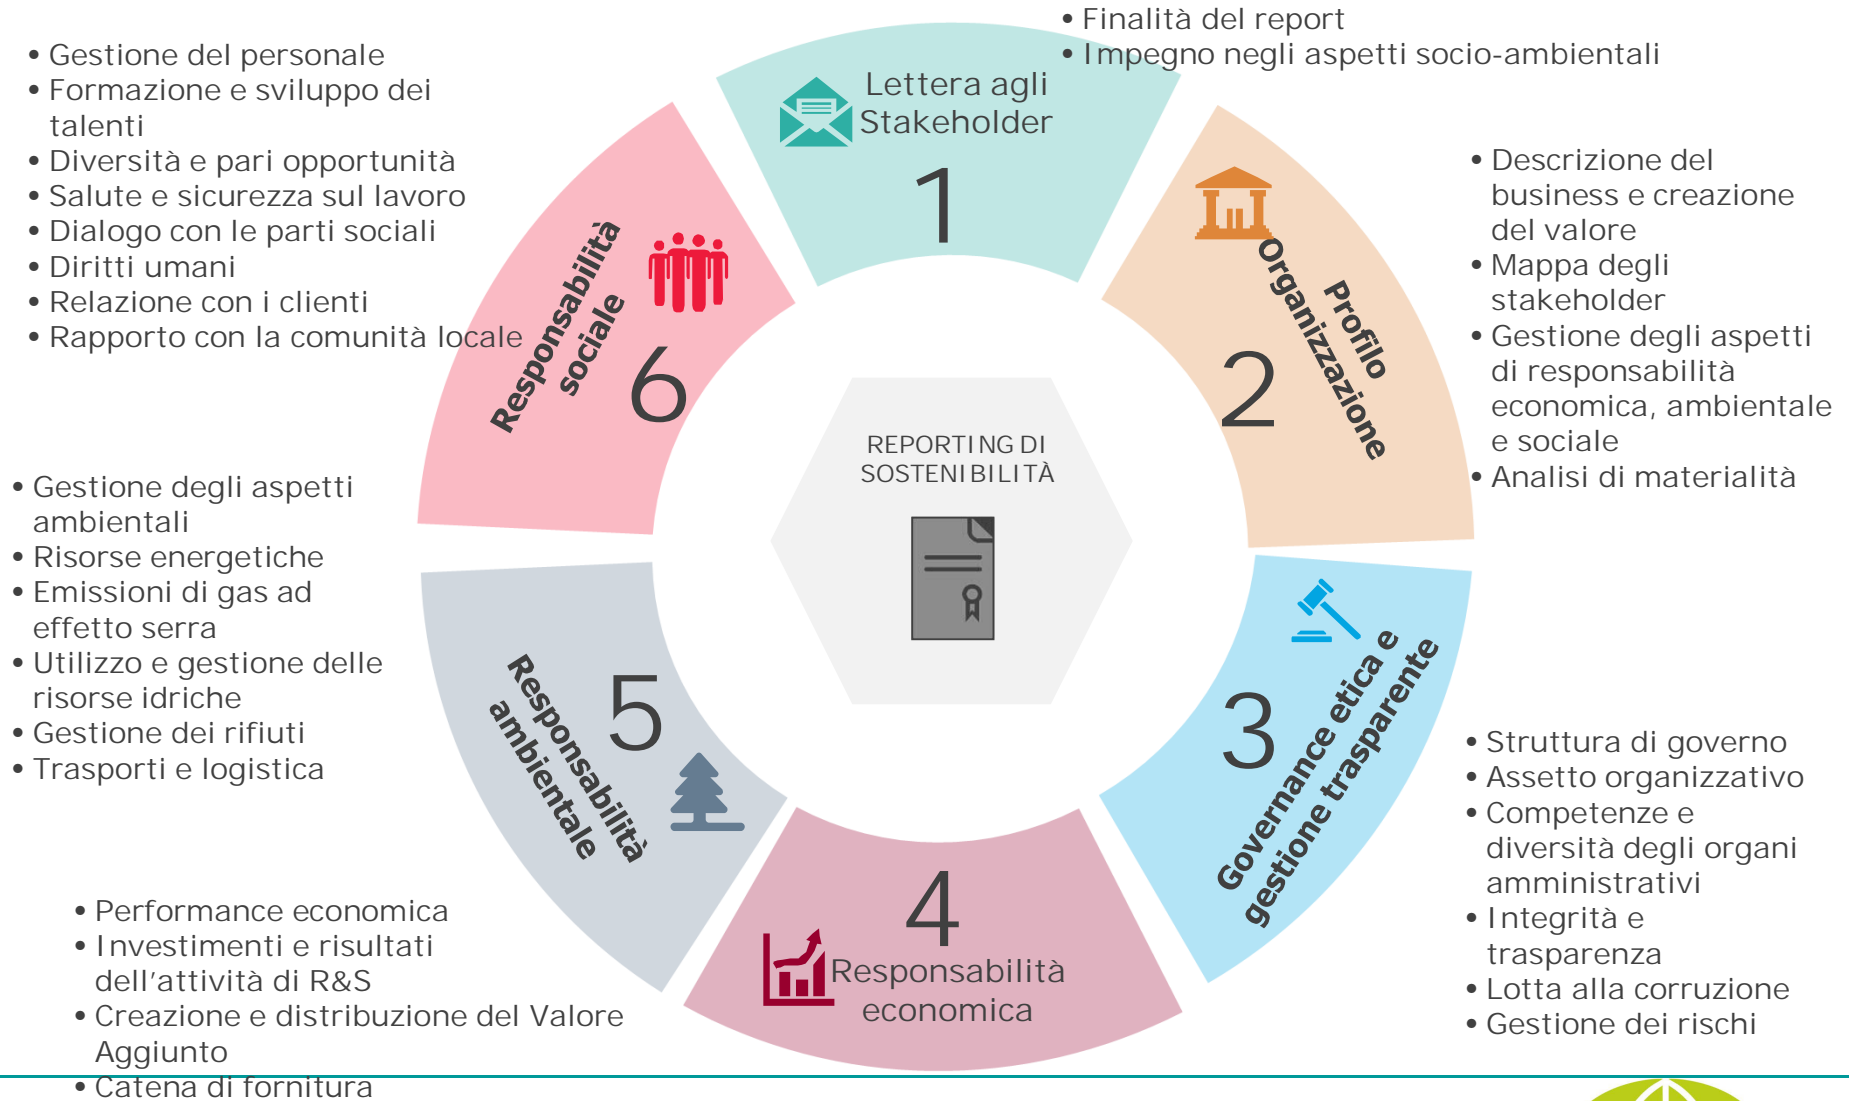 • Finalità del report
• Impegno negli aspetti socio-ambientali
Lettera agli
Stakeholder
1
• Descrizione del
business e creazione
del valore
• Mappa degli
stakeholder
• Gestione degli aspetti
di responsabilità
economica, ambientale
e sociale
• Analisi di materialità
Profilo
Organizzazione
2
• Struttura di governo
• Assetto organizzativo
• Competenze e
diversità degli organi
amministrativi
• Integrità e
trasparenza
• Lotta alla corruzione
• Gestione dei rischi
Governance etica e
gestione trasparente
3
4
Responsabilità
economica
• Performance economica
• Investimenti e risultati
dell’attività di R&S
• Creazione e distribuzione del Valore
Aggiunto
• Catena di fornitura
5
Responsabilità
ambientale
• Gestione degli aspetti
ambientali
• Risorse energetiche
• Emissioni di gas ad
effetto serra
• Utilizzo e gestione delle
risorse idriche
• Gestione dei rifiuti
• Trasporti e logistica
Responsabilità
sociale
6
• Gestione del personale
• Formazione e sviluppo dei
talenti
• Diversità e pari opportunità
• Salute e sicurezza sul lavoro
• Dialogo con le parti sociali
• Diritti umani
• Relazione con i clienti
• Rapporto con la comunità locale
REPORTING DI
SOSTENIBILITÀ